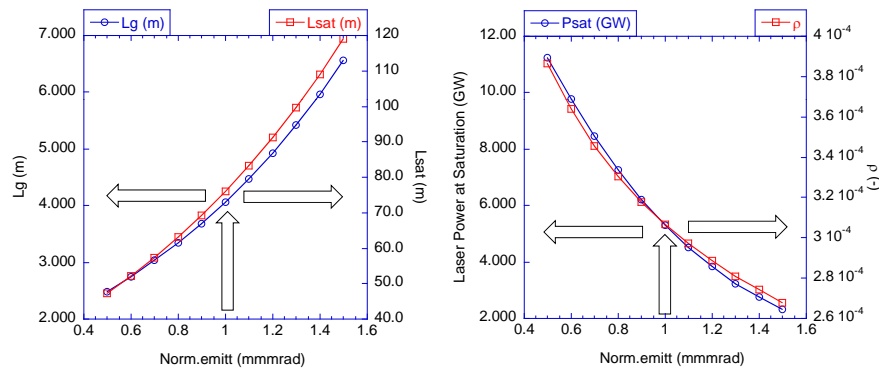 Lg (m)
Lsat (m)
7.000
6.000
5.000
4.000
3.000
2.000
Lg (m)
120
110
100
90.0
80.0
70.0
60.0
50.0
40.0
Lsat (m)
0.4 0.6 0.8 1.0 1.2 1.4 1.6
Norm.emitt (mmmrad)
Psat (GW)
ρ
12.00
10.00
8.000
6.000
4.000
2.000
Laser Power at Saturation (GW)
4 10⁻⁴
3.8 10⁻⁴
3.6 10⁻⁴
3.4 10⁻⁴
3.2 10⁻⁴
3 10⁻⁴
2.8 10⁻⁴
2.6 10⁻⁴
ρ (-)
0.4 0.6 0.8 1 1.2 1.4 1.6
Norm.emitt (mmmrad)